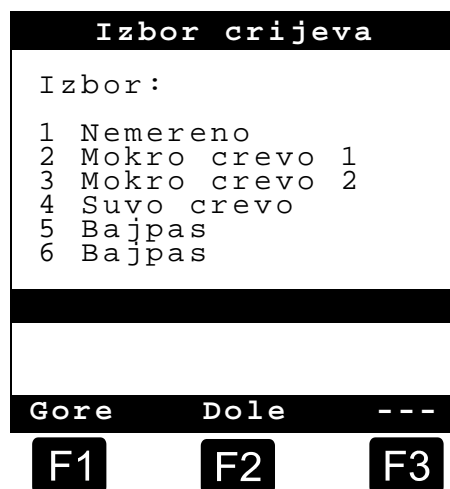 Izbor crijeva
Izbor:
1 Nemereno
2 Mokro crevo 1
3 Mokro crevo 2
4 Suvo crevo
5 Bajpas
6 Bajpas
Gore Dole ---
F1 F2 F3